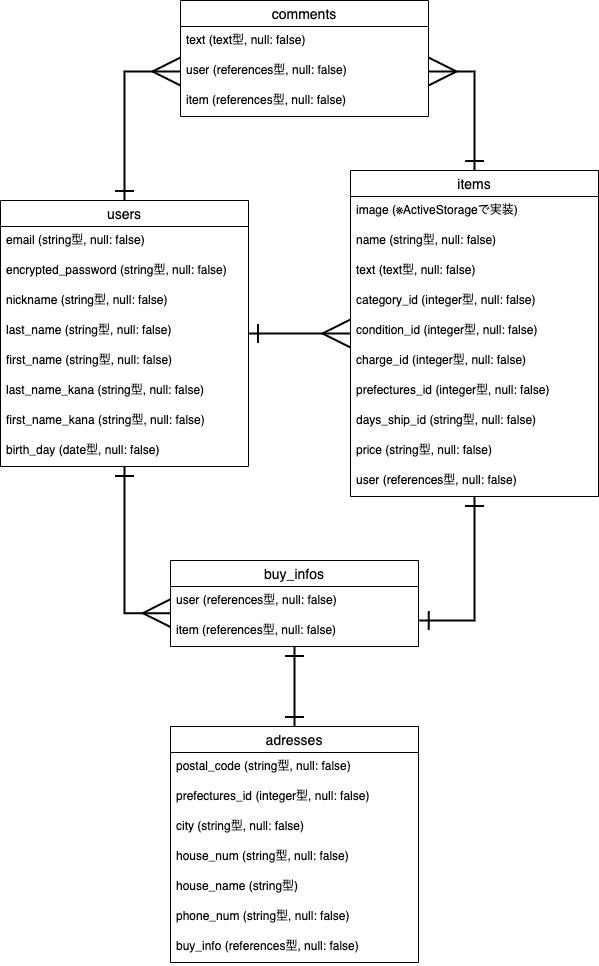 comments
text (text型, null: false)
user (references型, null: false)
item (references型, null: false)
users
email (string型, null: false)
encrypted_password (string型, null: false)
nickname (string型, null: false)
last_name (string型, null: false)
first_name (string型, null: false)
last_name_kana (string型, null: false)
first_name_kana (string型, null: false)
birth_day (date型, null: false)
items
image (※ActiveStorageで実装)
name (string型, null: false)
text (text型, null: false)
category_id (integer型, null: false)
condition_id (integer型, null: false)
charge_id (integer型, null: false)
prefectures_id (integer型, null: false)
days_ship_id (string型, null: false)
price (string型, null: false)
user (references型, null: false)
buy_infos
user (references型, null: false)
item (references型, null: false)
adresses
postal_code (string型, null: false)
prefectures_id (integer型, null: false)
city (string型, null: false)
house_num (string型, null: false)
house_name (string型)
phone_num (string型, null: false)
buy_info (references型, null: false)